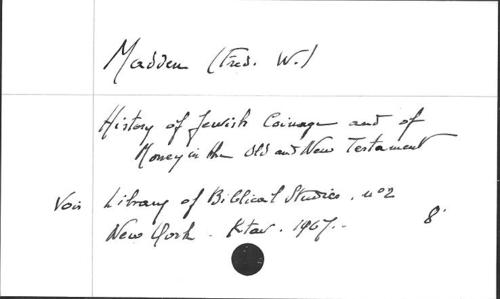 Madden (Fred. W.)
History of Jewish Coinage and of
Money in the Old and New Testament
Voir Library of Biblical Studies. nº2
New York. Ktav. 1967.-
8°